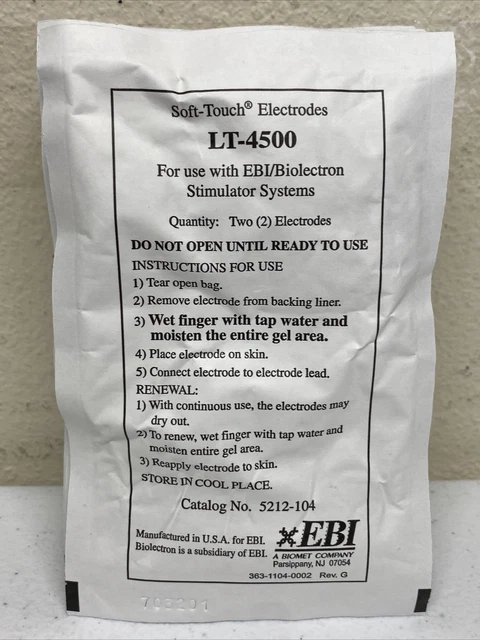 Soft-Touch® Electrodes
LT-4500
For use with EBI/Biolectron
Stimulator Systems
Quantity: Two (2) Electrodes
DO NOT OPEN UNTIL READY TO USE
INSTRUCTIONS FOR USE
1) Tear open bag.
2) Remove electrode from backing liner.
3) Wet finger with tap water and
moisten the entire gel area.
4) Place electrode on skin.
5) Connect electrode to electrode lead.
RENEWAL:
1) With continuous use, the electrodes may
dry out.
2) To renew, wet finger with tap water and
moisten entire gel area.
3) Reapply electrode to skin.
STORE IN COOL PLACE.
Catalog No. 5212-104
Manufactured in U.S.A. for EBI.
Biolectron is a subsidiary of EBI.
EBI
A BIOMET COMPANY
Parsippany, NJ 07054
363-1104-0002 Rev. G